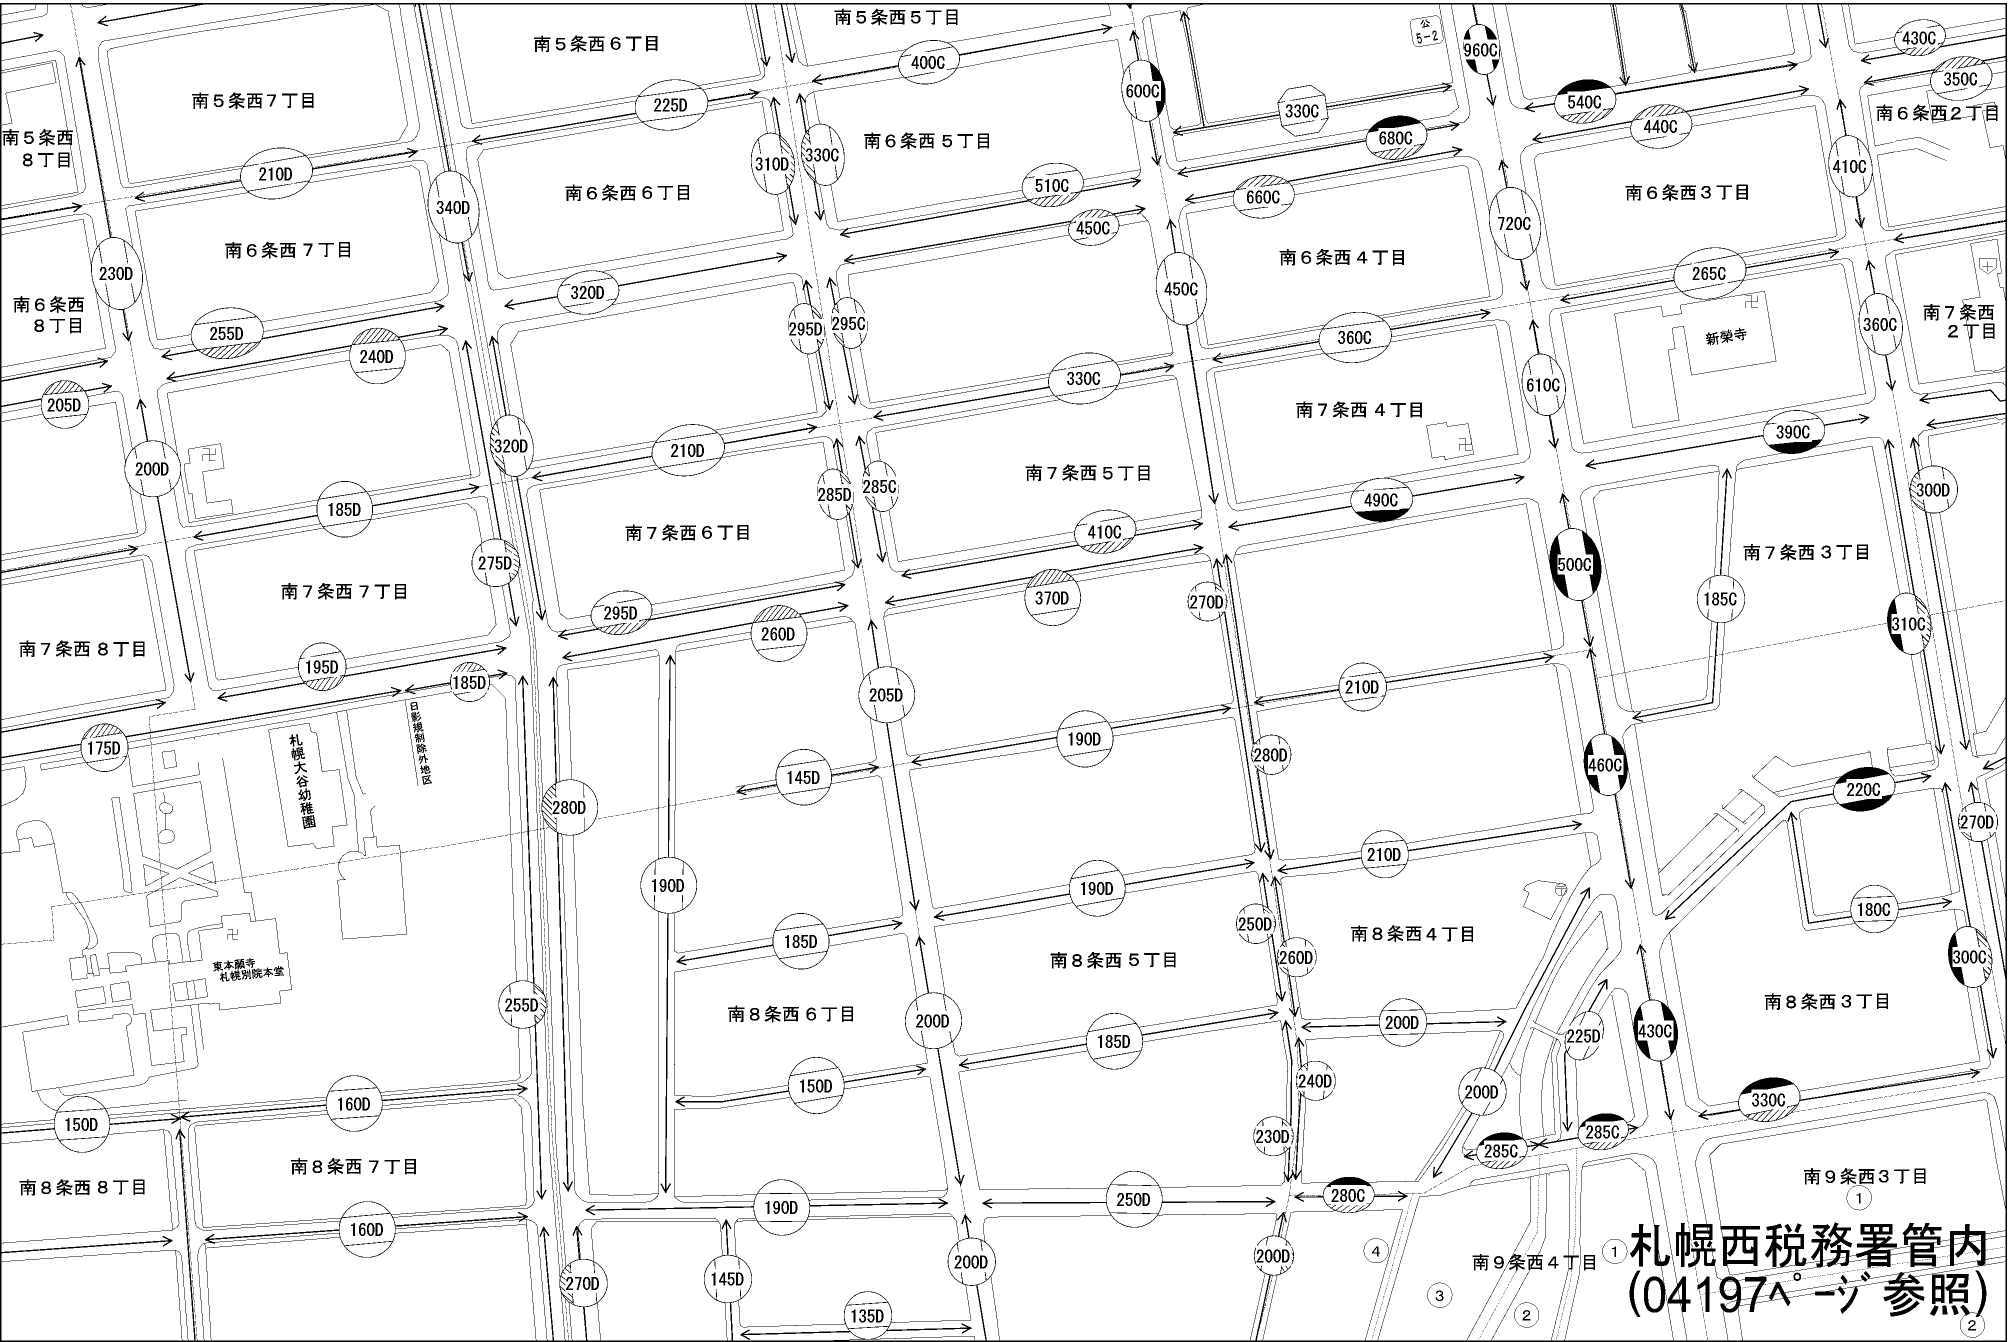 南５条西５丁目
公
5-2
960C
430C
南５条西６丁目
400C
350C
600C
540C
南５条西７丁目
225D
330C
440C
南６条西２丁目
680C
南５条西
８丁目
南６条西５丁目
310D
330C
410C
210D
510C
660C
南６条西３丁目
340D
南６条西６丁目
450C
720C
南６条西７丁目
230D
320D
450C
南６条西４丁目
265C
南６条西
８丁目
255D
295D
295C
360C
360C
南７条西
２丁目
新榮寺
240D
330C
610C
205D
南７条西４丁目
390C
320D
210D
200D
285D
285C
南７条西５丁目
490C
300D
185D
南７条西６丁目
410C
275D
500C
南７条西３丁目
南７条西７丁目
295D
370D
270D
185C
310C
260D
南７条西８丁目
195D
185D
205D
210D
175D
日影規制除外地区
札幌大谷幼稚園
190D
280D
460C
145D
280D
220C
270D
190D
190D
210D
180C
185D
250D
260D
南８条西４丁目
300C
東本願寺
札幌別院本堂
南８条西５丁目
255D
南８条西６丁目
200D
200D
南８条西３丁目
185D
225D
430C
150D
240D
200D
160D
330C
150D
230D
285C
285C
南８条西８丁目
南８条西７丁目
190D
250D
280C
南９条西３丁目
①
160D
270D
145D
200D
200D
④
南９条西４丁目
①
札幌西税務署管内
(04197ﾍﾟｰｼﾞ参照)
③
135D
②
②